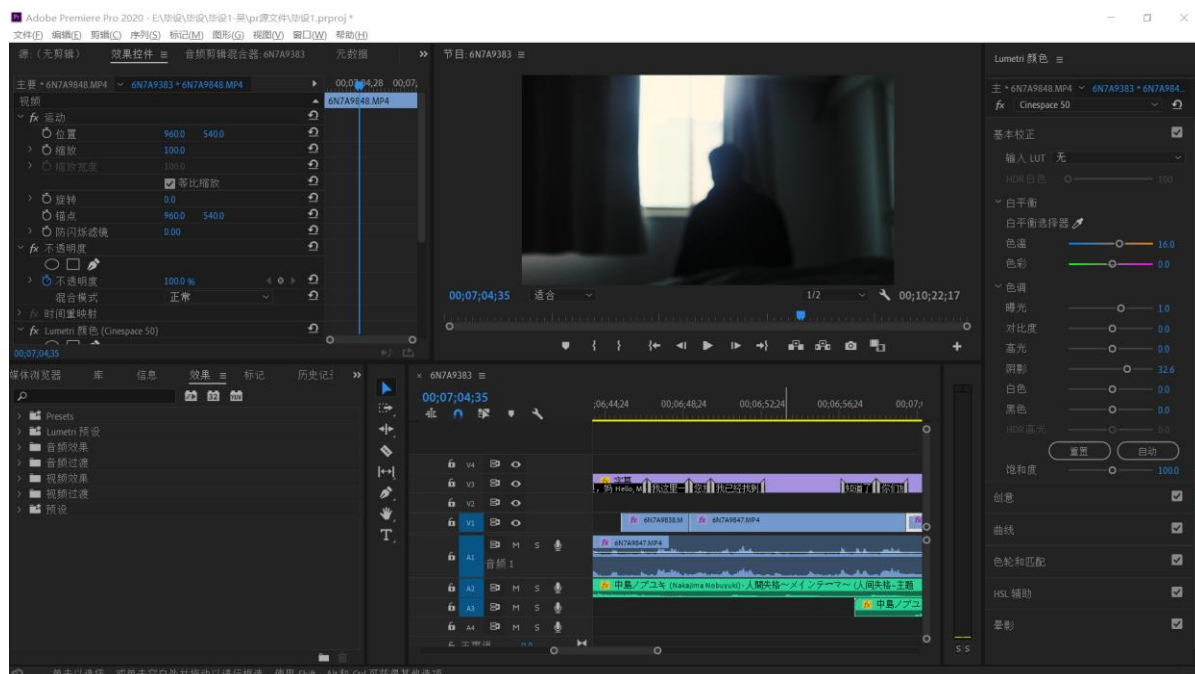 Adobe Premiere Pro 2020 - E:\毕设\毕设\毕设1-吴\pr源文件\毕设1.prproj *
文件(F) 编辑(E) 剪辑(C) 序列(S) 标记(M) 图形(G) 视图(V) 窗口(W) 帮助(H)
源:（无剪辑） 效果控件 音频剪辑混合器: 6N7A9383 元数据
主要 * 6N7A9848.MP4 6N7A9383 * 6N7A9848.MP4
视频
6N7A9848.MP4
fx 运动
位置 960.0 540.0
缩放 100.0
缩放宽度 100.0
等比缩放
旋转 0.0
锚点 960.0 540.0
防闪烁滤镜 0.00
fx 不透明度
不透明度 100.0 %
混合模式 正常
fx 时间重映射
fx Lumetri 颜色 (Cinespace 50)
00;07;04;35
节目: 6N7A9383
00;07;04;35 适合 1/2 00;10;22;17
Lumetri 颜色
主 * 6N7A9848.MP4 6N7A9383 * 6N7A984...
fx Cinespace 50
基本校正
输入 LUT 无
HDR 白色 100
白平衡
白平衡选择器
色温 16.0
色彩 0.0
色调
曝光 1.0
对比度 0.0
高光 0.0
阴影 32.6
白色 0.0
黑色 0.0
HDR 高光 0.0
重置 自动
饱和度 100.0
创意
曲线
色轮和匹配
HSL 辅助
晕影
媒体浏览器 库 信息 效果 标记
Presets
Lumetri 预设
音频效果
音频过渡
视频效果
视频过渡
预设
6N7A9383
00;07;04;35
;06;44;24 00;06;48;24 00;06;52;24 00;06;56;24
V4
V3
V2
V1
6N7A9838.M 6N7A9847.MP4
A1 M S
6N7A9847.MP4
音频 1
A2 M S
中島ノブユキ (Nakajima Nobuyuki) - 人間失格～メインテーマ～ (人间失格-主题
A3 M S
中島ノブユ
A4 M S
S S